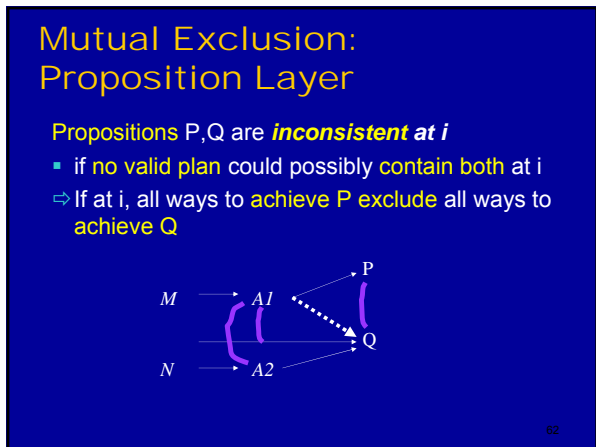 Mutual Exclusion:
Proposition Layer
Propositions P,Q are inconsistent at i
▪ if no valid plan could possibly contain both at i
⇨ If at i, all ways to achieve P exclude all ways to
achieve Q
P
M A1
Q
N A2